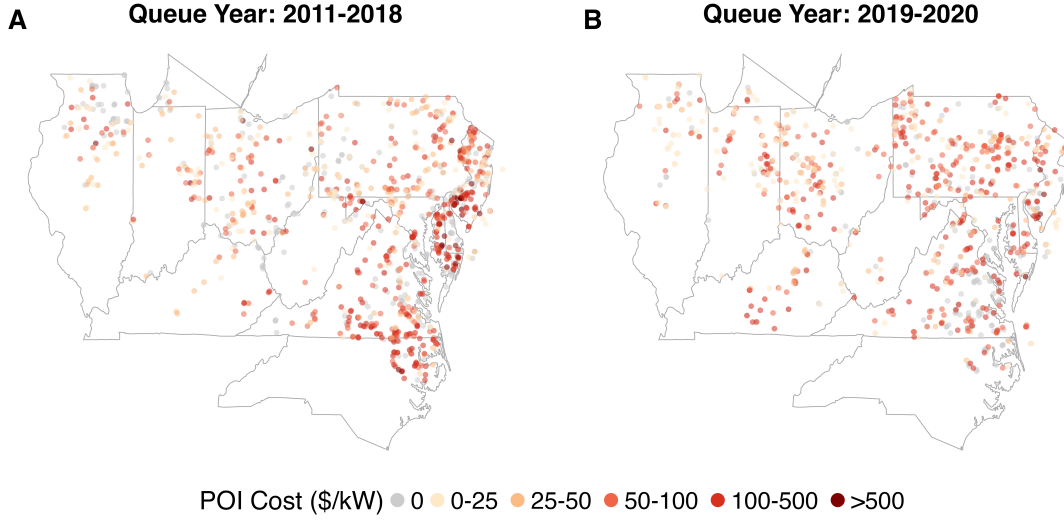 A Queue Year: 2011-2018
B Queue Year: 2019-2020
POI Cost ($/kW) 0 0-25 25-50 50-100 100-500 >500